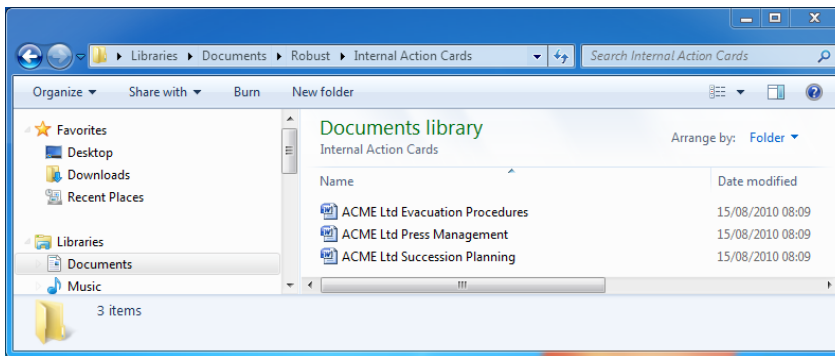 Libraries Documents Robust Internal Action Cards Search Internal Action Cards
Organize Share with Burn New folder
Favorites
Desktop
Downloads
Recent Places
Libraries
Documents
Music
Documents library
Internal Action Cards
Arrange by: Folder
Name Date modified
ACME Ltd Evacuation Procedures 15/08/2010 08:09
ACME Ltd Press Management 15/08/2010 08:09
ACME Ltd Succession Planning 15/08/2010 08:09
3 items